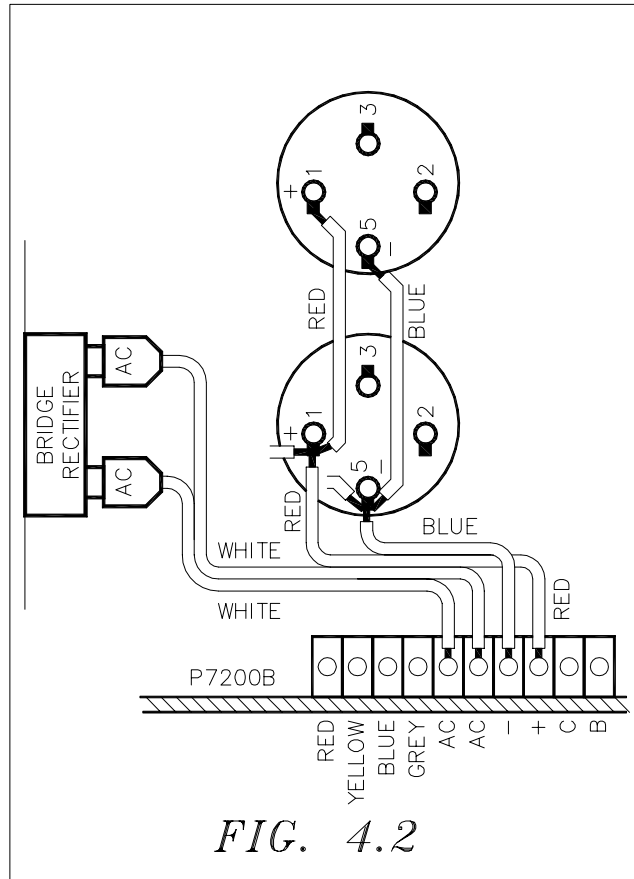 3
+ 1
2
5
-
RED
BLUE
AC
BRIDGE
RECTIFIER
AC
3
+ 1
2
5
-
RED
BLUE
WHITE
WHITE
RED
P7200B
RED
YELLOW
BLUE
GREY
AC
AC
-
+
C
B
FIG. 4.2